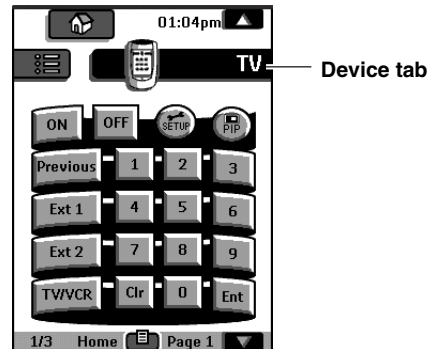 01:04pm
TV
Device tab
ON OFF SETUP PIP
Previous 1 2 3
Ext 1 4 5 6
Ext 2 7 8 9
TV/VCR Clr 0 Ent
1/3 Home Page 1